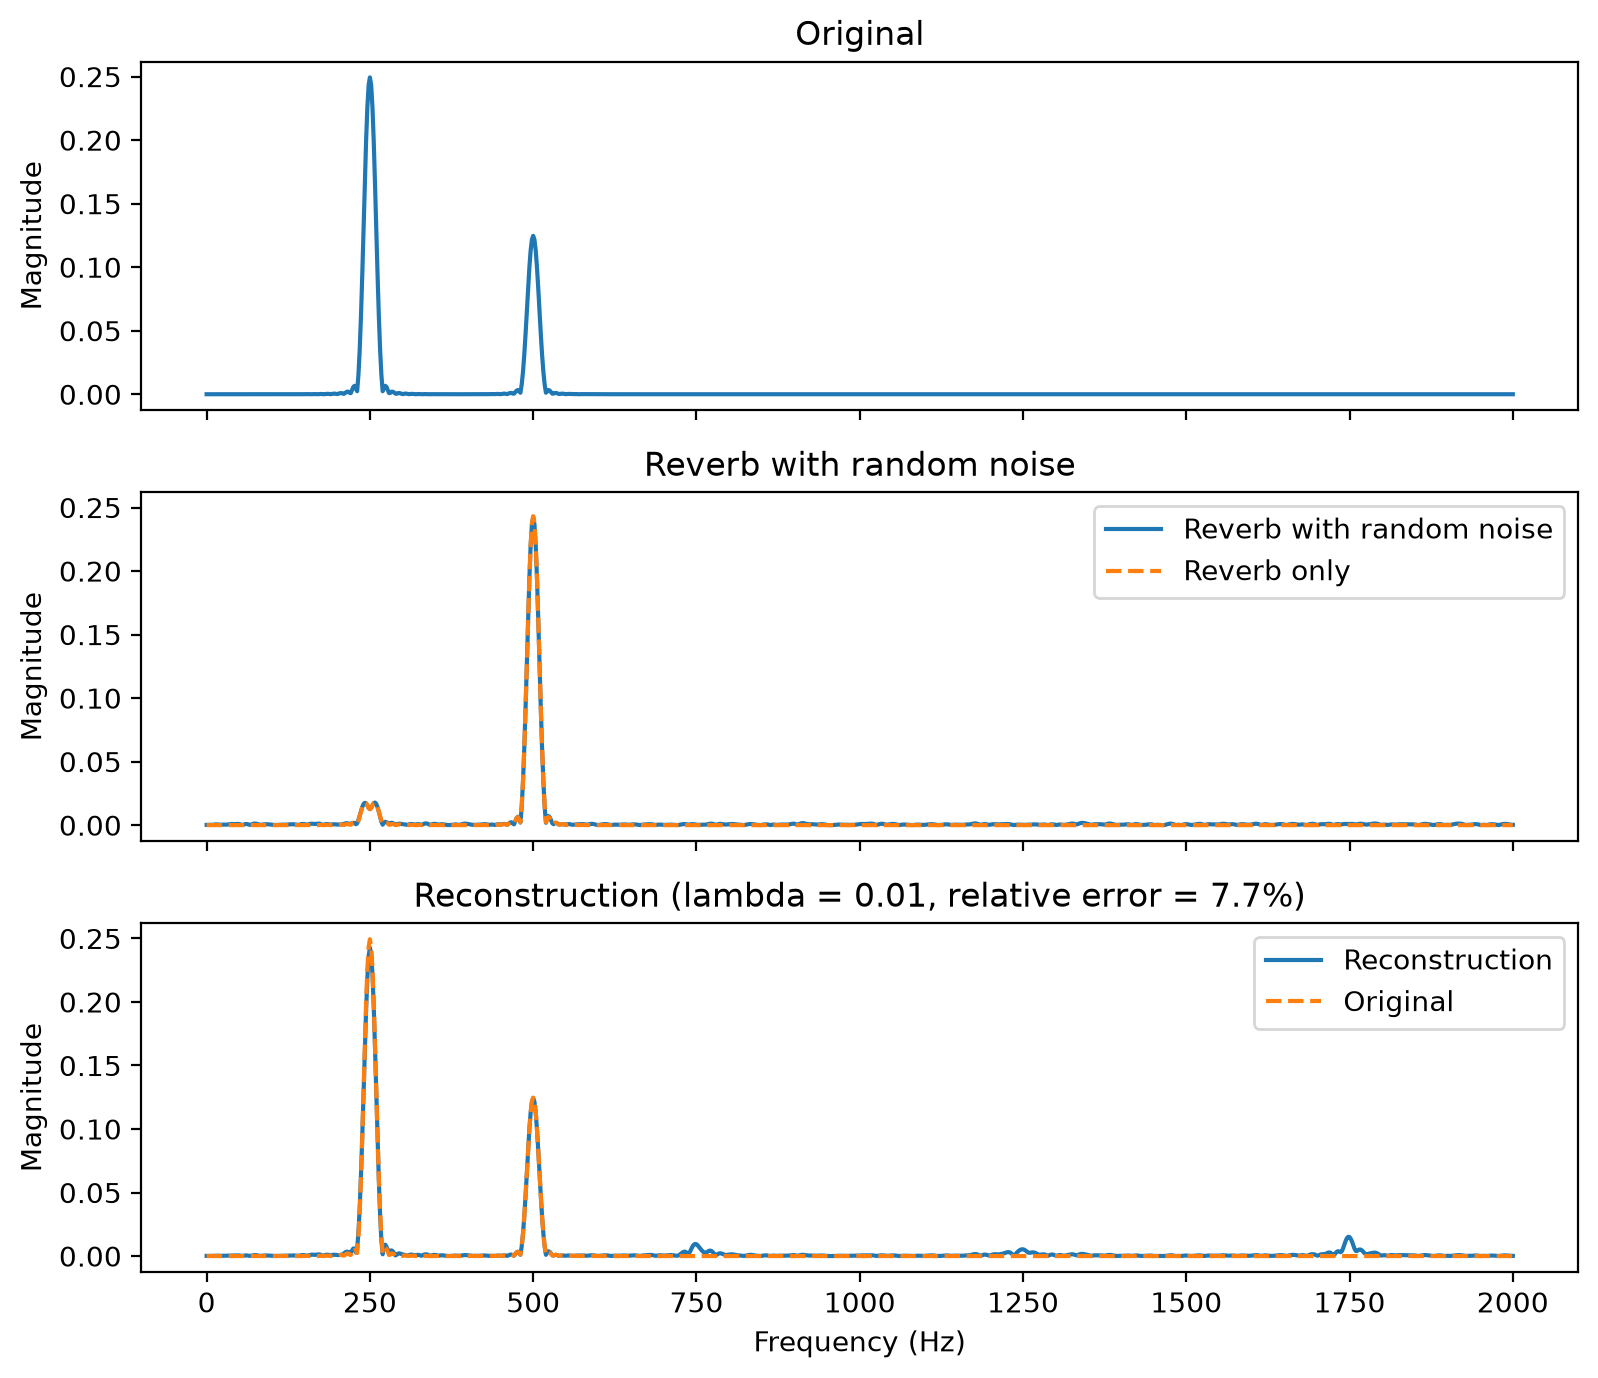 Original
Magnitude
0.25
0.20
0.15
0.10
0.05
0.00
Reverb with random noise
Magnitude
0.25
0.20
0.15
0.10
0.05
0.00
Reverb with random noise
Reverb only
Reconstruction (lambda = 0.01, relative error = 7.7%)
Magnitude
0.25
0.20
0.15
0.10
0.05
0.00
Reconstruction
Original
0 250 500 750 1000 1250 1500 1750 2000
Frequency (Hz)